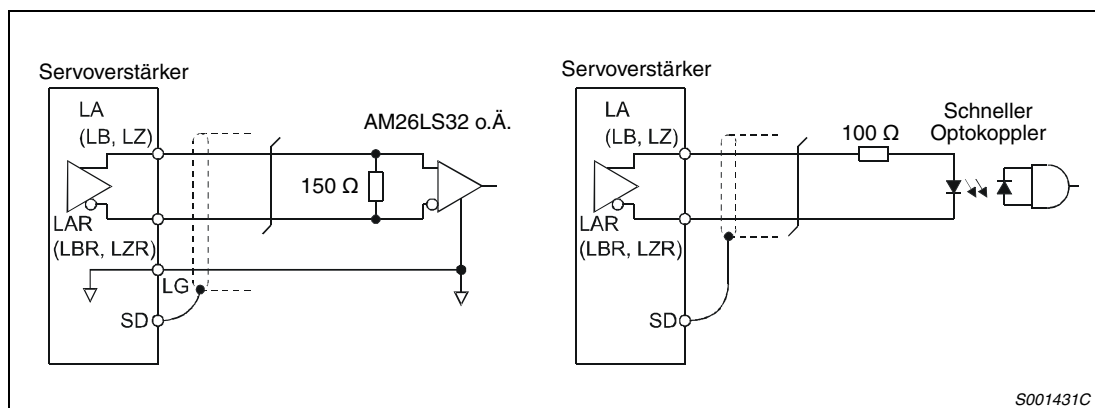 Servoverstärker
LA
(LB, LZ)
AM26LS32 o.Ä.
150 Ω
LAR
(LBR, LZR)
LG
SD
Servoverstärker
LA
(LB, LZ)
100 Ω
Schneller
Optokoppler
LAR
(LBR, LZR)
SD
S001431C